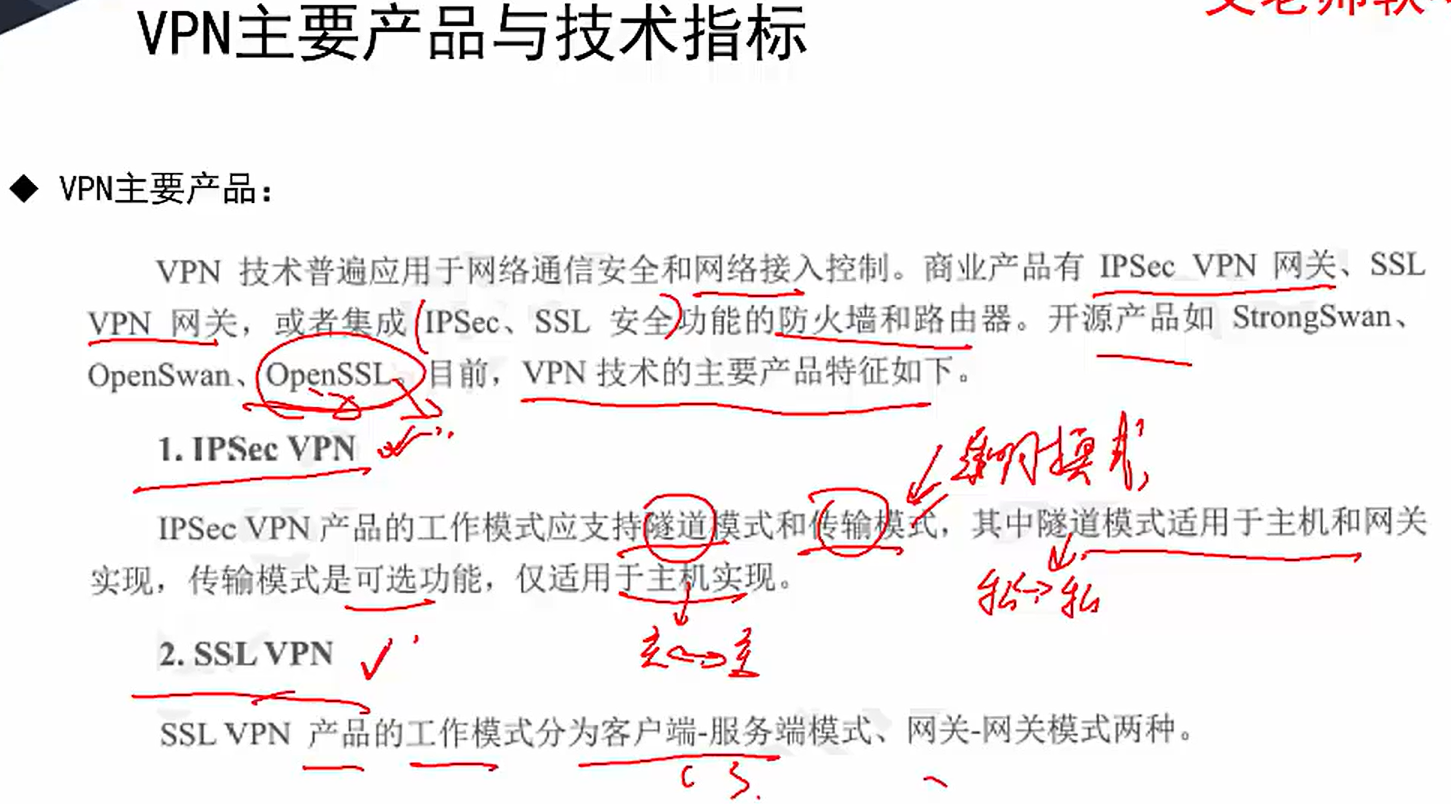 VPN主要产品与技术指标
◆ VPN主要产品：
VPN 技术普遍应用于网络通信安全和网络接入控制。商业产品有 IPSec VPN 网关、SSL
VPN 网关，或者集成 IPSec、SSL 安全功能的防火墙和路由器。开源产品如 StrongSwan、
OpenSwan、OpenSSL。目前，VPN 技术的主要产品特征如下。
1. IPSec VPN
模式
IPSec VPN 产品的工作模式应支持隧道模式和传输模式，其中隧道模式适用于主机和网关
实现，传输模式是可选功能，仅适用于主机实现。
私→私
主↔主
2. SSL VPN
SSL VPN 产品的工作模式分为客户端-服务端模式、网关-网关模式两种。
C S